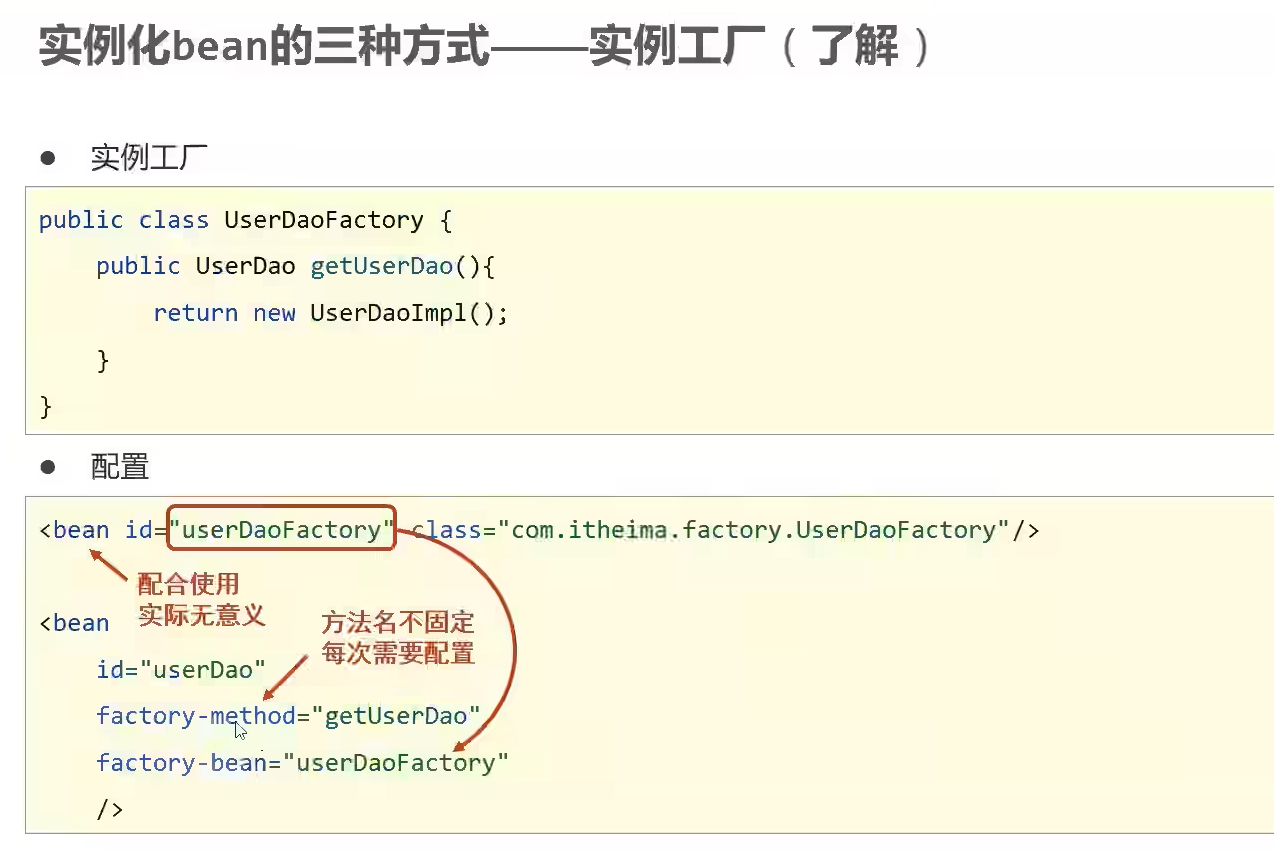 实例化bean的三种方式——实例工厂（了解）
● 实例工厂
public class UserDaoFactory {
    public UserDao getUserDao(){
        return new UserDaoImpl();
    }
}
● 配置
<bean id="userDaoFactory" class="com.itheima.factory.UserDaoFactory"/>
配合使用
实际无意义
方法名不固定
每次需要配置
<bean
    id="userDao"
    factory-method="getUserDao"
    factory-bean="userDaoFactory"
    />